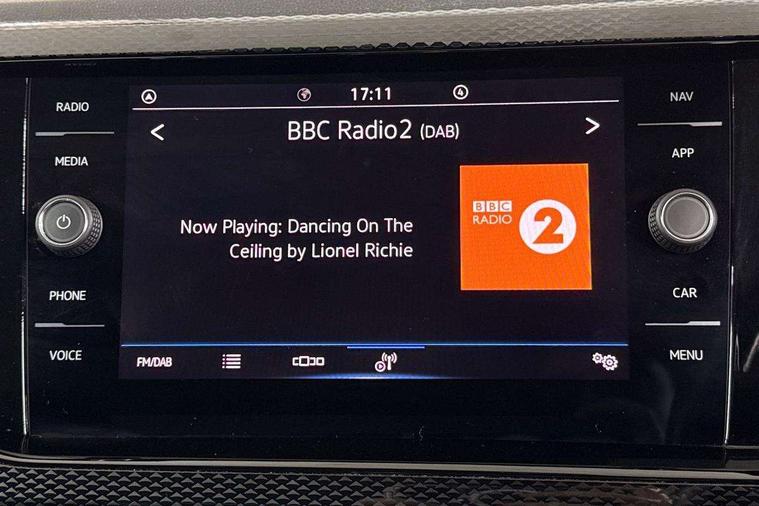 RADIO
MEDIA
PHONE
VOICE
17:11
4
BBC Radio2 (DAB)
Now Playing: Dancing On The
Ceiling by Lionel Richie
BBC
RADIO
2
FM/DAB
NAV
APP
CAR
MENU